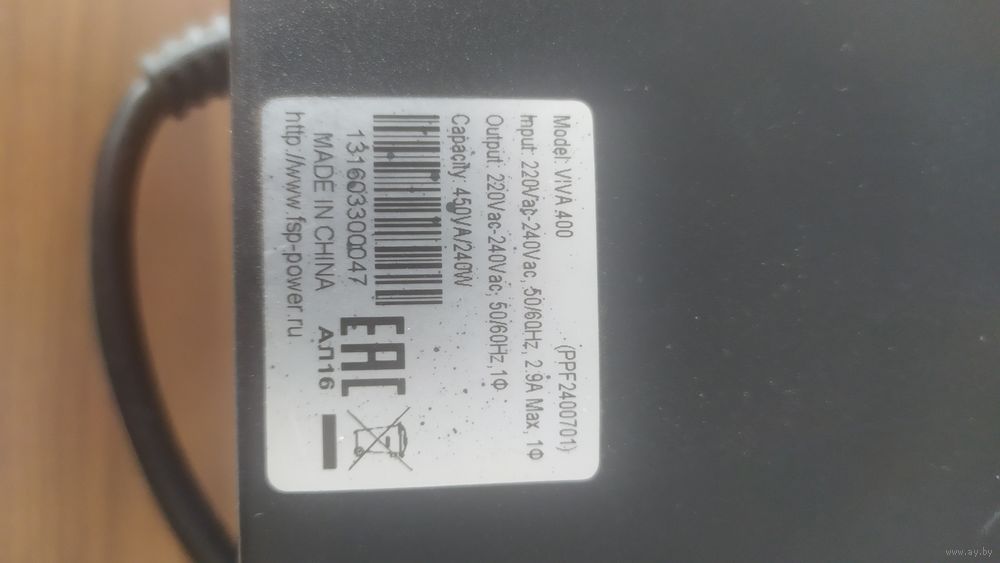 Model: VIVA 400 (PPF2400701)
Input: 220Vac-240Vac, 50/60Hz, 2.9A Max, 1Φ
Output: 220Vac-240Vac, 50/60Hz,1Φ
Capacity: 450VA/240W
1316033000047
EAC
MADE IN CHINA
АЛ16
http://www.fsp-power.ru
www.ay.by